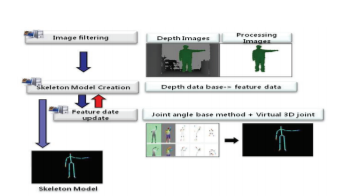 Image filtering
Depth Images
Processing
Images
Skeleton Model Creation
Depth data base-= feature data
Feature date
update
Joint angle base method + Virtual 3D joint
Skeleton Model